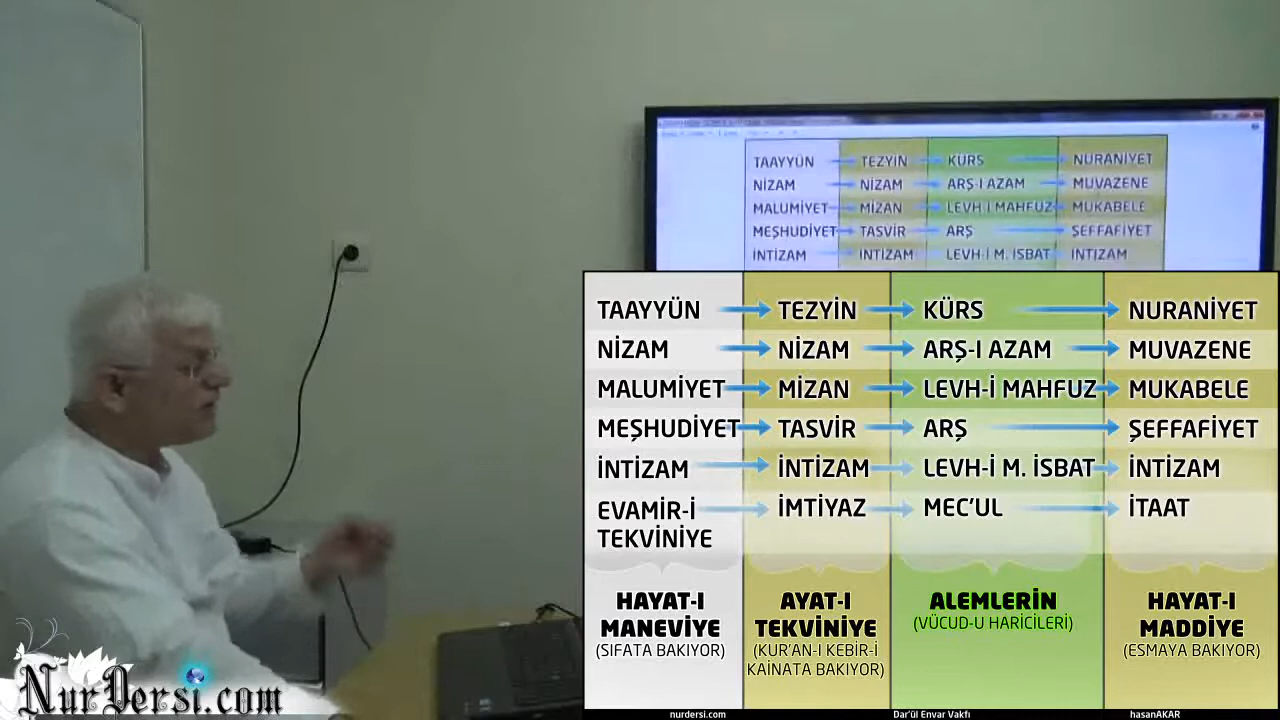 TAAYYÜN TEZYİN KÜRS NURANİYET
NİZAM NİZAM ARŞ-I AZAM MUVAZENE
MALUMİYET MİZAN LEVH-İ MAHFUZ MUKABELE
MEŞHUDİYET TASVİR ARŞ ŞEFFAFİYET
İNTİZAM İNTİZAM LEVH-İ M. İSBAT İNTİZAM
TAAYYÜN TEZYİN KÜRS NURANİYET
NİZAM NİZAM ARŞ-I AZAM MUVAZENE
MALUMİYET MİZAN LEVH-İ MAHFUZ MUKABELE
MEŞHUDİYET TASVİR ARŞ ŞEFFAFİYET
İNTİZAM İNTİZAM LEVH-İ M. İSBAT İNTİZAM
EVAMİR-İ İMTİYAZ MEC'UL İTAAT
TEKVİNİYE
HAYAT-I AYAT-I ALEMLERİN HAYAT-I
MANEVİYE TEKVİNİYE (VÜCUD-U HARİCİLERİ) MADDİYE
(SIFATA BAKIYOR) (KUR'AN-I KEBİR-İ (ESMAYA BAKIYOR)
KAİNATA BAKIYOR)
NurDersi.com
nurdersi.com Dar'ül Envar Vakfı hasanAKAR